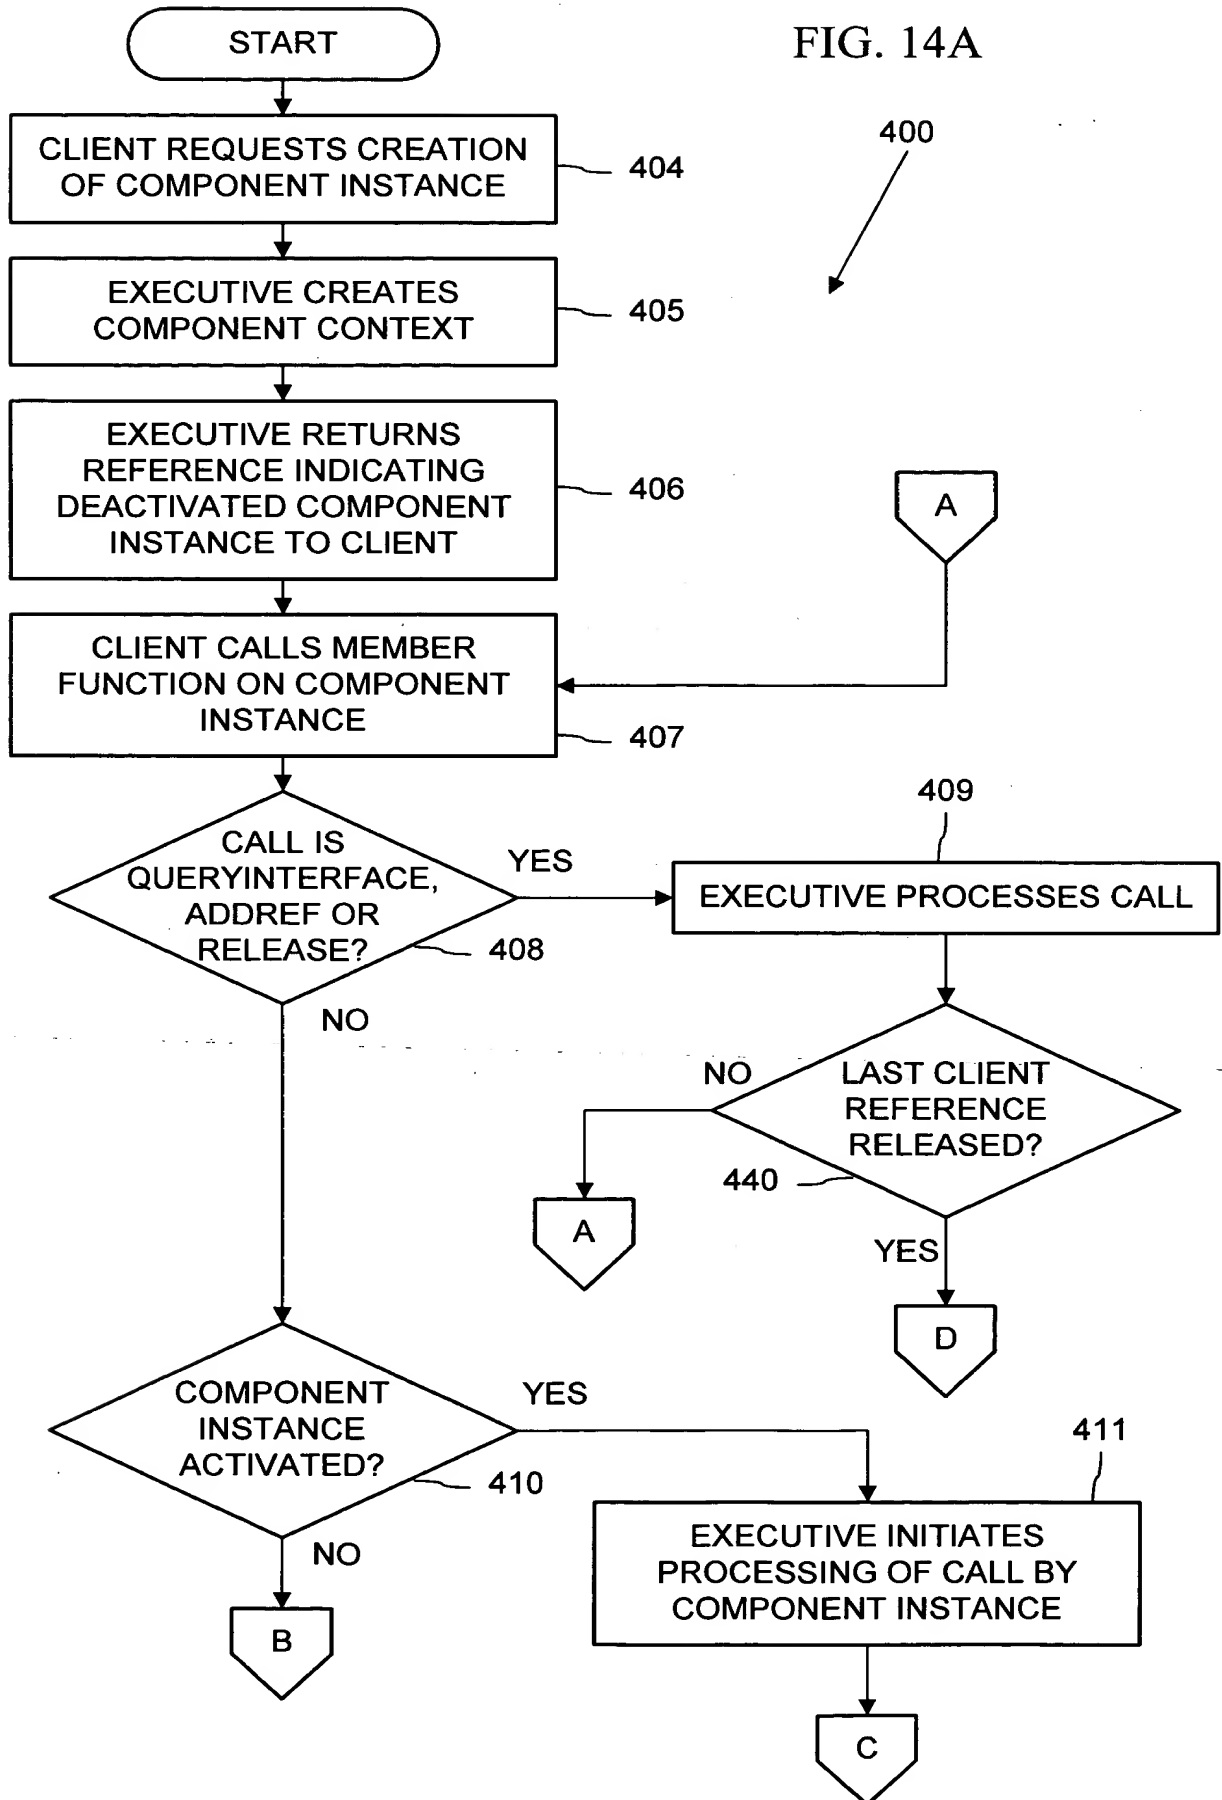 START
FIG. 14A
400
CLIENT REQUESTS CREATION
OF COMPONENT INSTANCE
404
EXECUTIVE CREATES
COMPONENT CONTEXT
405
EXECUTIVE RETURNS
REFERENCE INDICATING
DEACTIVATED COMPONENT
INSTANCE TO CLIENT
406
A
CLIENT CALLS MEMBER
FUNCTION ON COMPONENT
INSTANCE
407
CALL IS
QUERYINTERFACE,
ADDREF OR
RELEASE?
408
YES
409
EXECUTIVE PROCESSES CALL
NO
LAST CLIENT
REFERENCE
RELEASED?
440
NO
A
YES
D
COMPONENT
INSTANCE
ACTIVATED?
410
YES
411
EXECUTIVE INITIATES
PROCESSING OF CALL BY
COMPONENT INSTANCE
NO
B
C